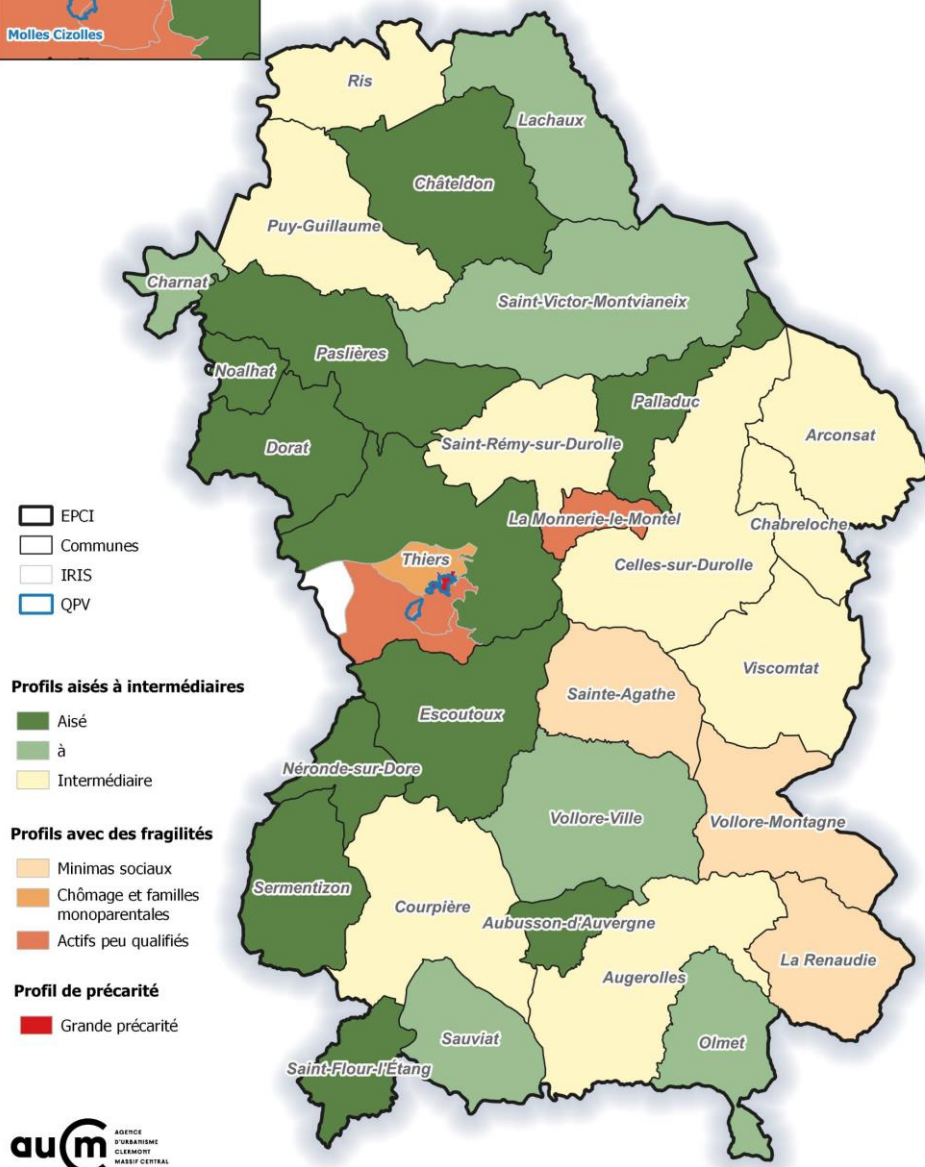 Molles Cizolles
Ris
Lachaux
Châteldon
Puy-Guillaume
Charnat
Saint-Victor-Montvianeix
Paslières
Noalhat
Palladuc
Dorat
Saint-Rémy-sur-Durolle
Arconsat
La Monnerie-le-Montel
Chabreloche
Thiers
Celles-sur-Durolle
Viscomtat
Sainte-Agathe
Escoutoux
Néronde-sur-Dore
Vollore-Ville
Vollore-Montagne
Sermentizon
Courpière
Aubusson-d'Auvergne
La Renaudie
Augerolles
Sauviat
Olmet
Saint-Flour-l'Étang
EPCI
Communes
IRIS
QPV
Profils aisés à intermédiaires
Aisé
à
Intermédiaire
Profils avec des fragilités
Minimas sociaux
Chômage et familles
monoparentales
Actifs peu qualifiés
Profil de précarité
Grande précarité
aucm
AGENCE
D'URBANISME
CLERMONT
MASSIF CENTRAL